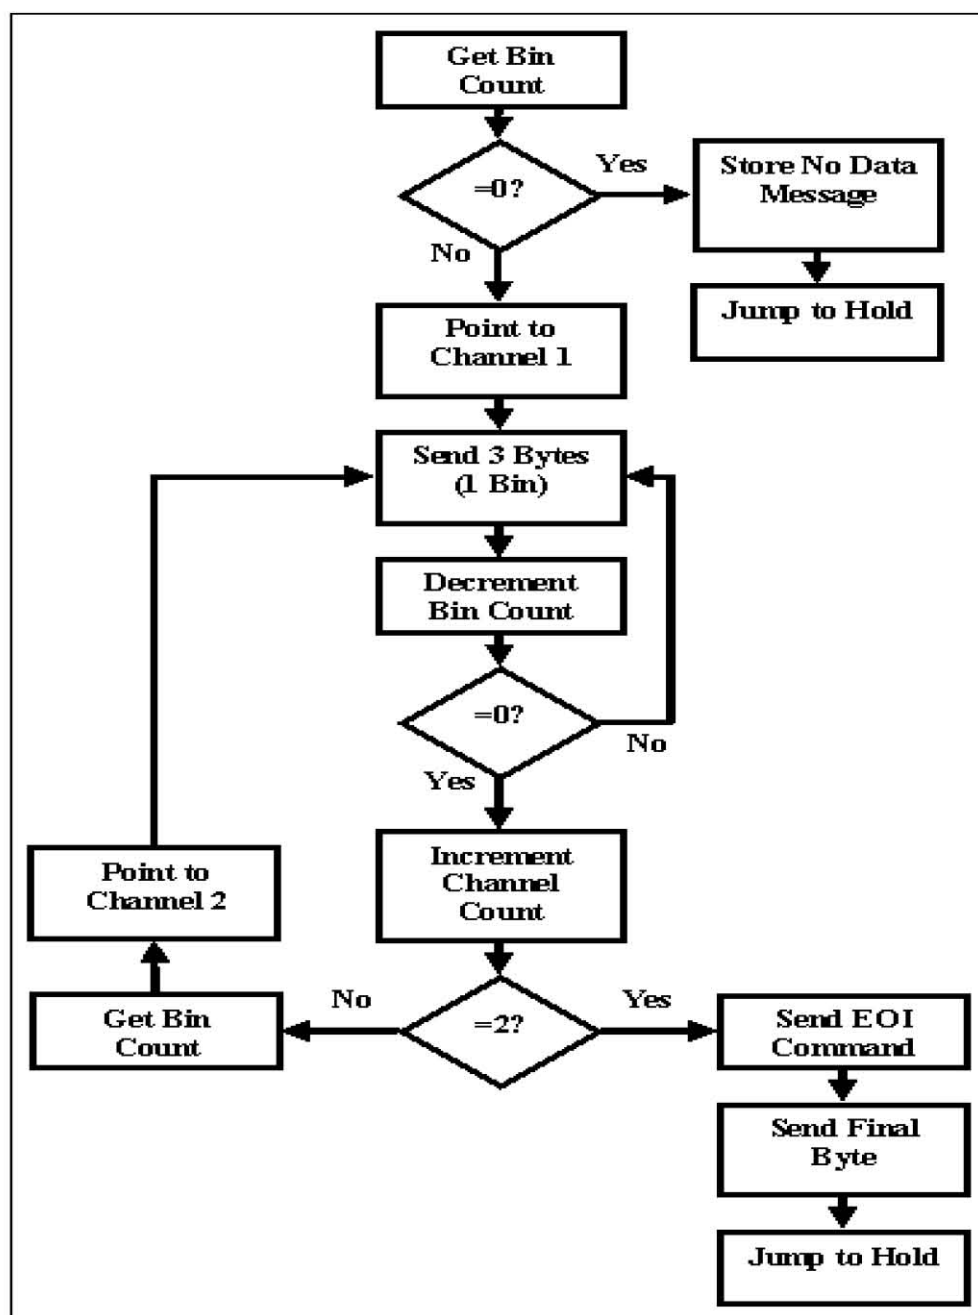 Get Bin
Count
=0?
Yes
Store No Data
Message
No
Jump to Hold
Point to
Channel 1
Send 3 Bytes
(1 Bin)
Decrement
Bin Count
=0?
No
Yes
Increment
Channel
Count
Point to
Channel 2
No
=2?
Yes
Get Bin
Count
Send EOI
Command
Send Final
Byte
Jump to Hold